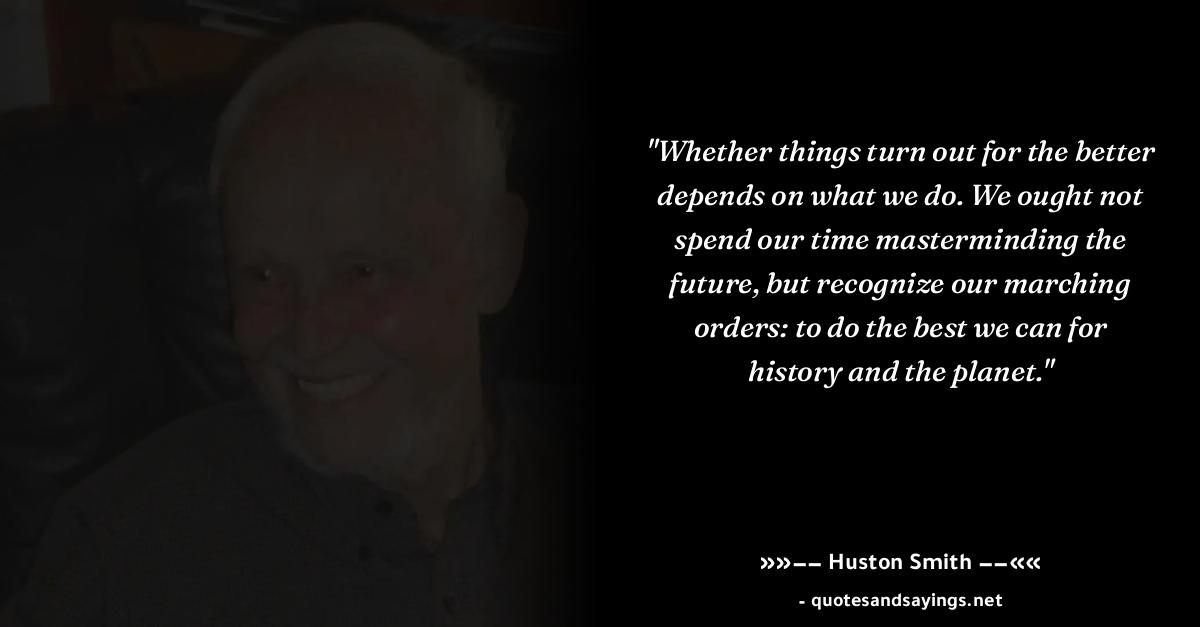 "Whether things turn out for the better
depends on what we do. We ought not
spend our time masterminding the
future, but recognize our marching
orders: to do the best we can for
history and the planet."
»»−− Huston Smith −−««
- quotesandsayings.net